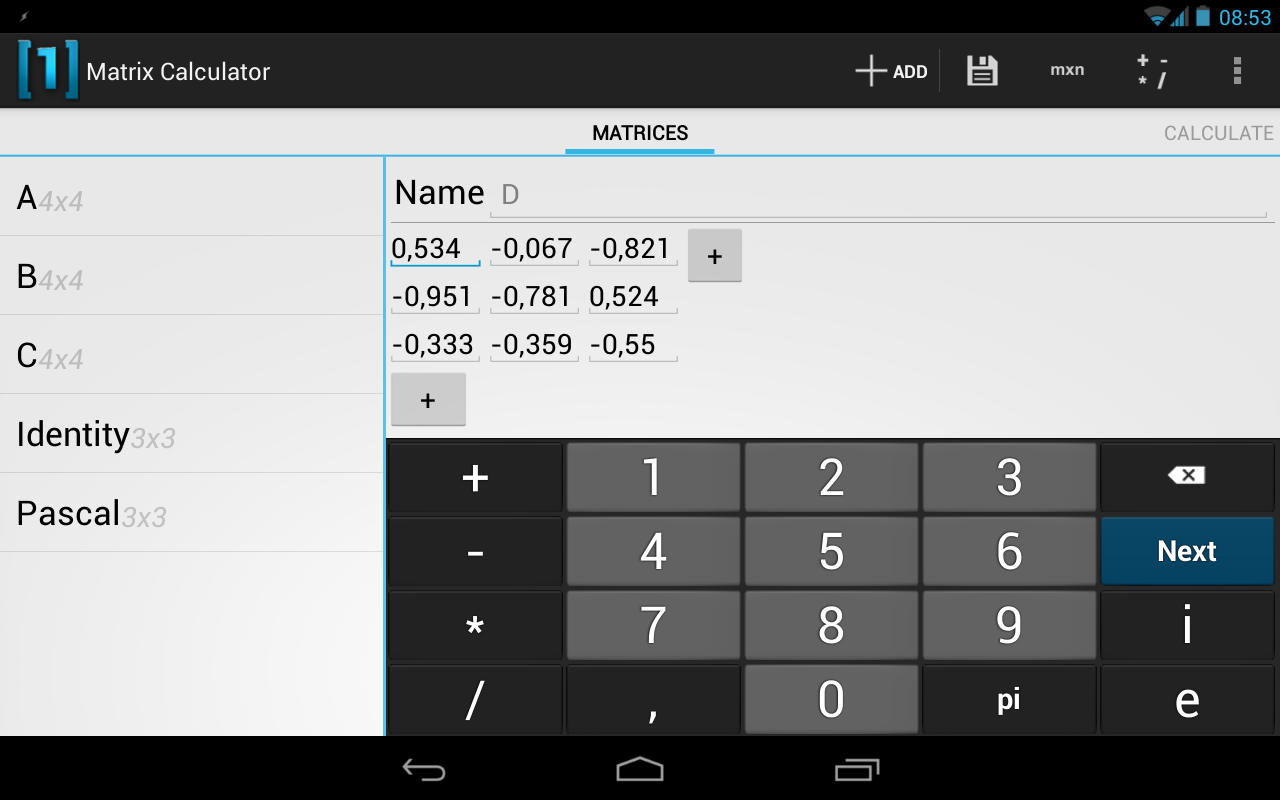 08:53
[1] Matrix Calculator + ADD mxn + - * /
MATRICES CALCULATE
A4x4
B4x4
C4x4
Identity3x3
Pascal3x3
Name D
0,534 -0,067 -0,821 +
-0,951 -0,781 0,524
-0,333 -0,359 -0,55
+
+ 1 2 3
- 4 5 6 Next
* 7 8 9 i
/ , 0 pi e